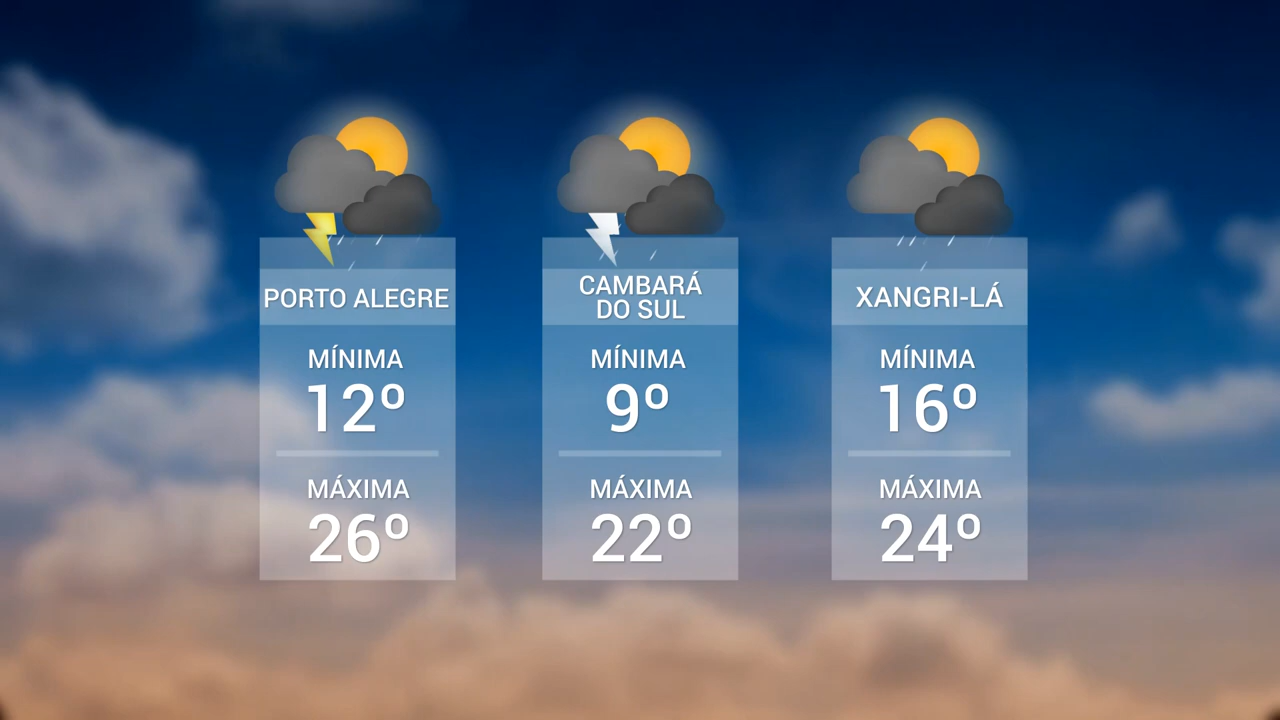 PORTO ALEGRE
MÍNIMA
12º
MÁXIMA
26º
CAMBARÁ
DO SUL
MÍNIMA
9º
MÁXIMA
22º
XANGRI-LÁ
MÍNIMA
16º
MÁXIMA
24º